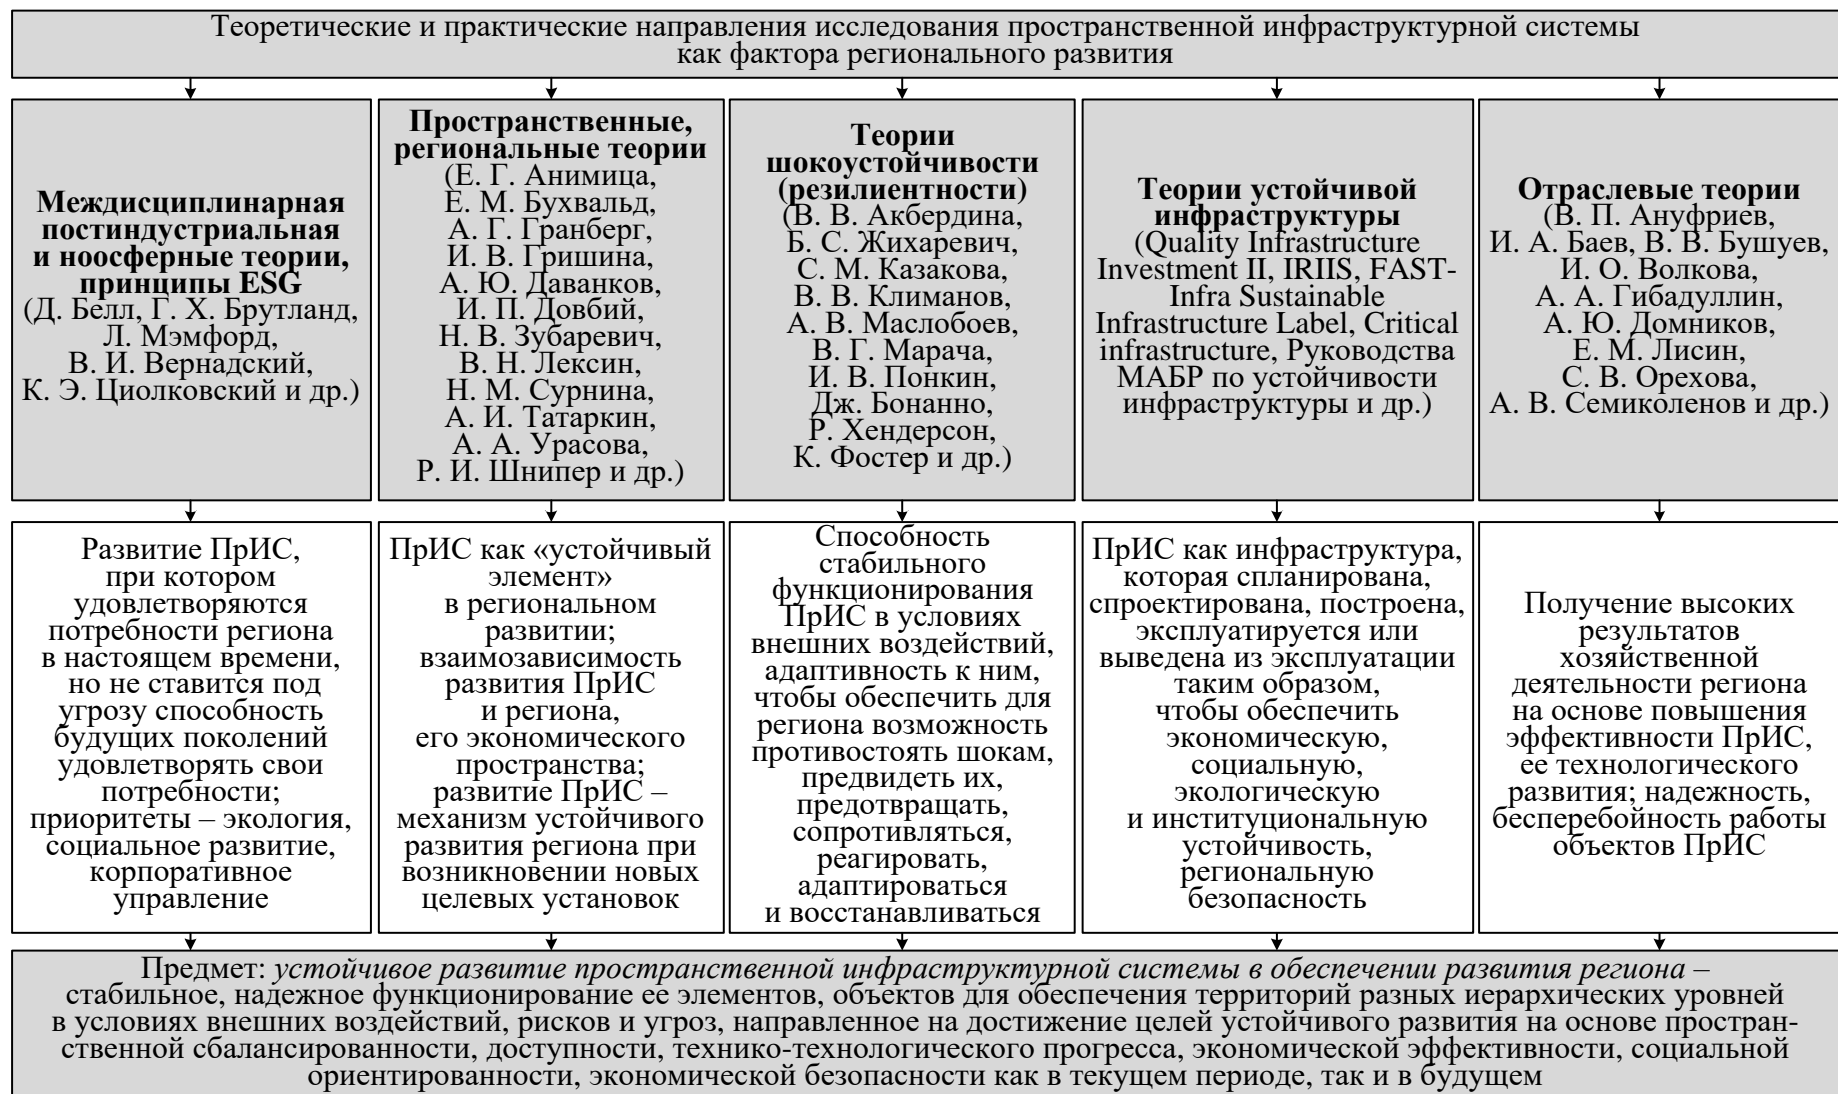 Теоретические и практические направления исследования пространственной инфраструктурной системы
как фактора регионального развития
Междисциплинарная
постиндустриальная
и ноосферные теории,
принципы ESG
(Д. Белл, Г. Х. Брутланд,
Л. Мэмфорд,
В. И. Вернадский,
К. Э. Циолковский и др.)
Пространственные,
региональные теории
(Е. Г. Анимица,
Е. М. Бухвальд,
А. Г. Гранберг,
И. В. Гришина,
А. Ю. Даванков,
И. П. Довбий,
Н. В. Зубаревич,
В. Н. Лексин,
Н. М. Сурнина,
А. И. Татаркин,
А. А. Урасова,
Р. И. Шнипер и др.)
Теории
шокоустойчивости
(резилиентности)
(В. В. Акбердина,
Б. С. Жихаревич,
С. М. Казакова,
В. В. Климанов,
А. В. Маслобоев,
В. Г. Марача,
И. В. Понкин,
Дж. Бонанно,
Р. Хендерсон,
К. Фостер и др.)
Теории устойчивой
инфраструктуры
(Quality Infrastructure
Investment II, IRIIS, FAST-
Infra Sustainable
Infrastructure Label, Critical
infrastructure, Руководства
МАБР по устойчивости
инфраструктуры и др.)
Отраслевые теории
(В. П. Ануфриев,
И. А. Баев, В. В. Бушуев,
И. О. Волкова,
А. А. Гибадуллин,
А. Ю. Домников,
Е. М. Лисин,
С. В. Орехова,
А. В. Семиколенов и др.)
Развитие ПрИС,
при котором
удовлетворяются
потребности региона
в настоящем времени,
но не ставится под
угрозу способность
будущих поколений
удовлетворять свои
потребности;
приоритеты – экология,
социальное развитие,
корпоративное
управление
ПрИС как «устойчивый
элемент»
в региональном
развитии;
взаимозависимость
развития ПрИС
и региона,
его экономического
пространства;
развитие ПрИС –
механизм устойчивого
развития региона при
возникновении новых
целевых установок
Способность
стабильного
функционирования
ПрИС в условиях
внешних воздействий,
адаптивность к ним,
чтобы обеспечить для
региона возможность
противостоять шокам,
предвидеть их,
предотвращать,
сопротивляться,
реагировать,
адаптироваться
и восстанавливаться
ПрИС как инфраструктура,
которая спланирована,
спроектирована, построена,
эксплуатируется или
выведена из эксплуатации
таким образом,
чтобы обеспечить
экономическую,
социальную,
экологическую
и институциональную
устойчивость,
региональную
безопасность
Получение высоких
результатов
хозяйственной
деятельности региона
на основе повышения
эффективности ПрИС,
ее технологического
развития; надежность,
бесперебойность работы
объектов ПрИС
Предмет: устойчивое развитие пространственной инфраструктурной системы в обеспечении развития региона –
стабильное, надежное функционирование ее элементов, объектов для обеспечения территорий разных иерархических уровней
в условиях внешних воздействий, рисков и угроз, направленное на достижение целей устойчивого развития на основе простран-
ственной сбалансированности, доступности, технико-технологического прогресса, экономической эффективности, социальной
ориентированности, экономической безопасности как в текущем периоде, так и в будущем